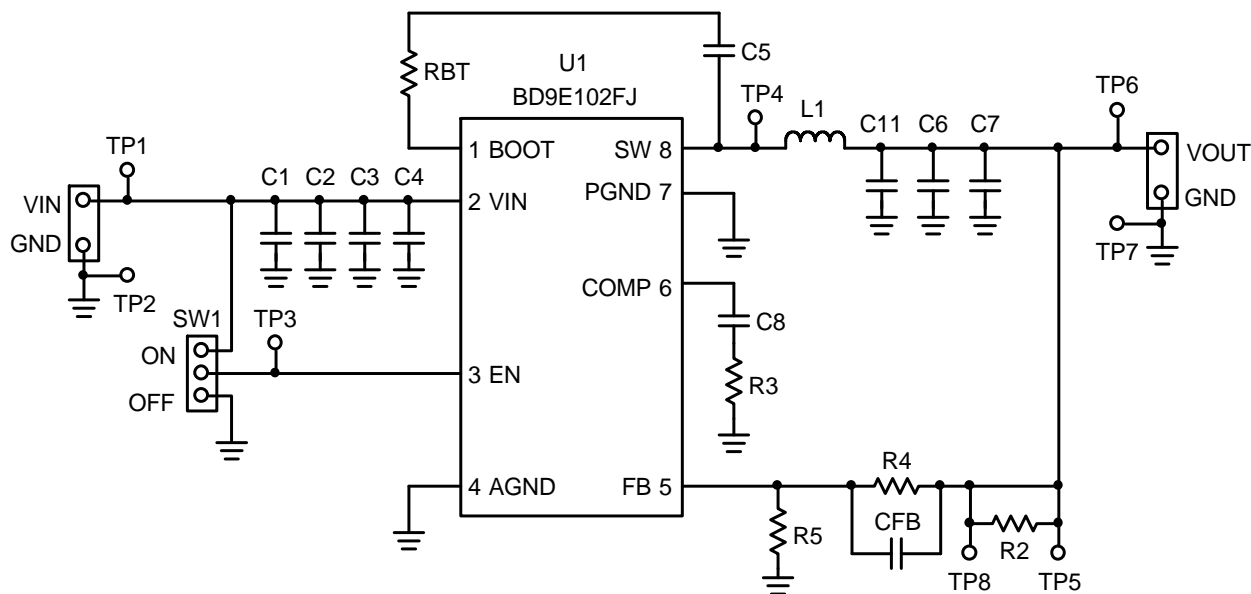 C5
RBT
U1
BD9E102FJ
TP4
L1
TP6
C11
C6
C7
TP1
1 BOOT
SW 8
VOUT
C1
C2
C3
C4
VIN
2 VIN
PGND 7
GND
GND
TP2
TP7
COMP 6
SW1
TP3
C8
ON
3 EN
R3
OFF
R4
4 AGND
FB 5
CFB
R5
R2
TP8
TP5